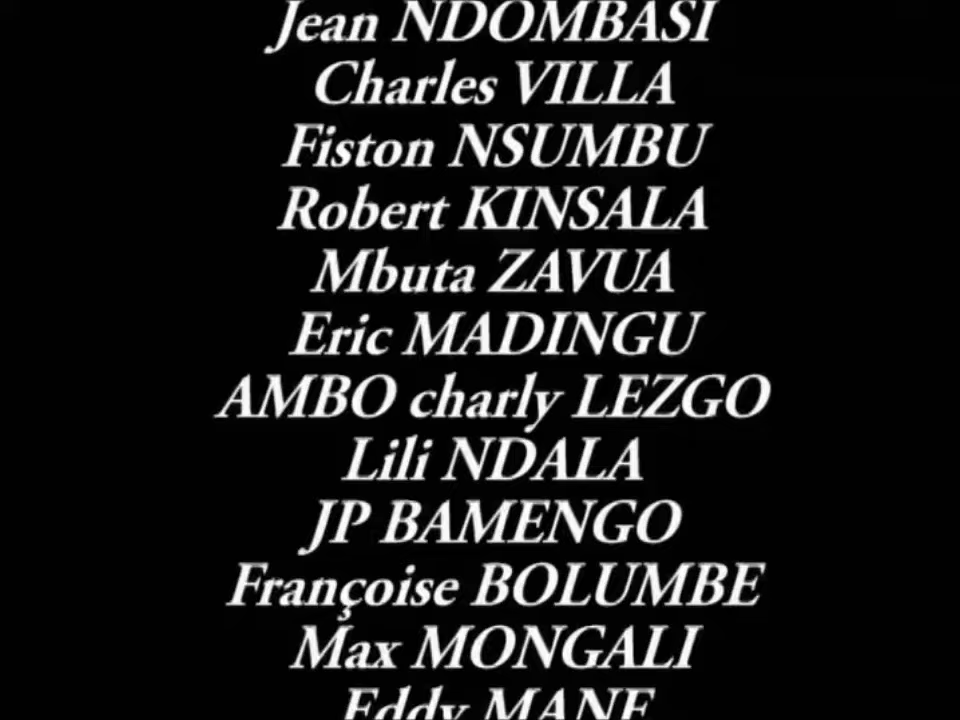 Jean NDOMBASI
Charles VILLA
Fiston NSUMBU
Robert KINSALA
Mbuta ZAVUA
Eric MADINGU
AMBO charly LEZGO
Lili NDALA
JP BAMENGO
Françoise BOLUMBE
Max MONGALI
Eddy